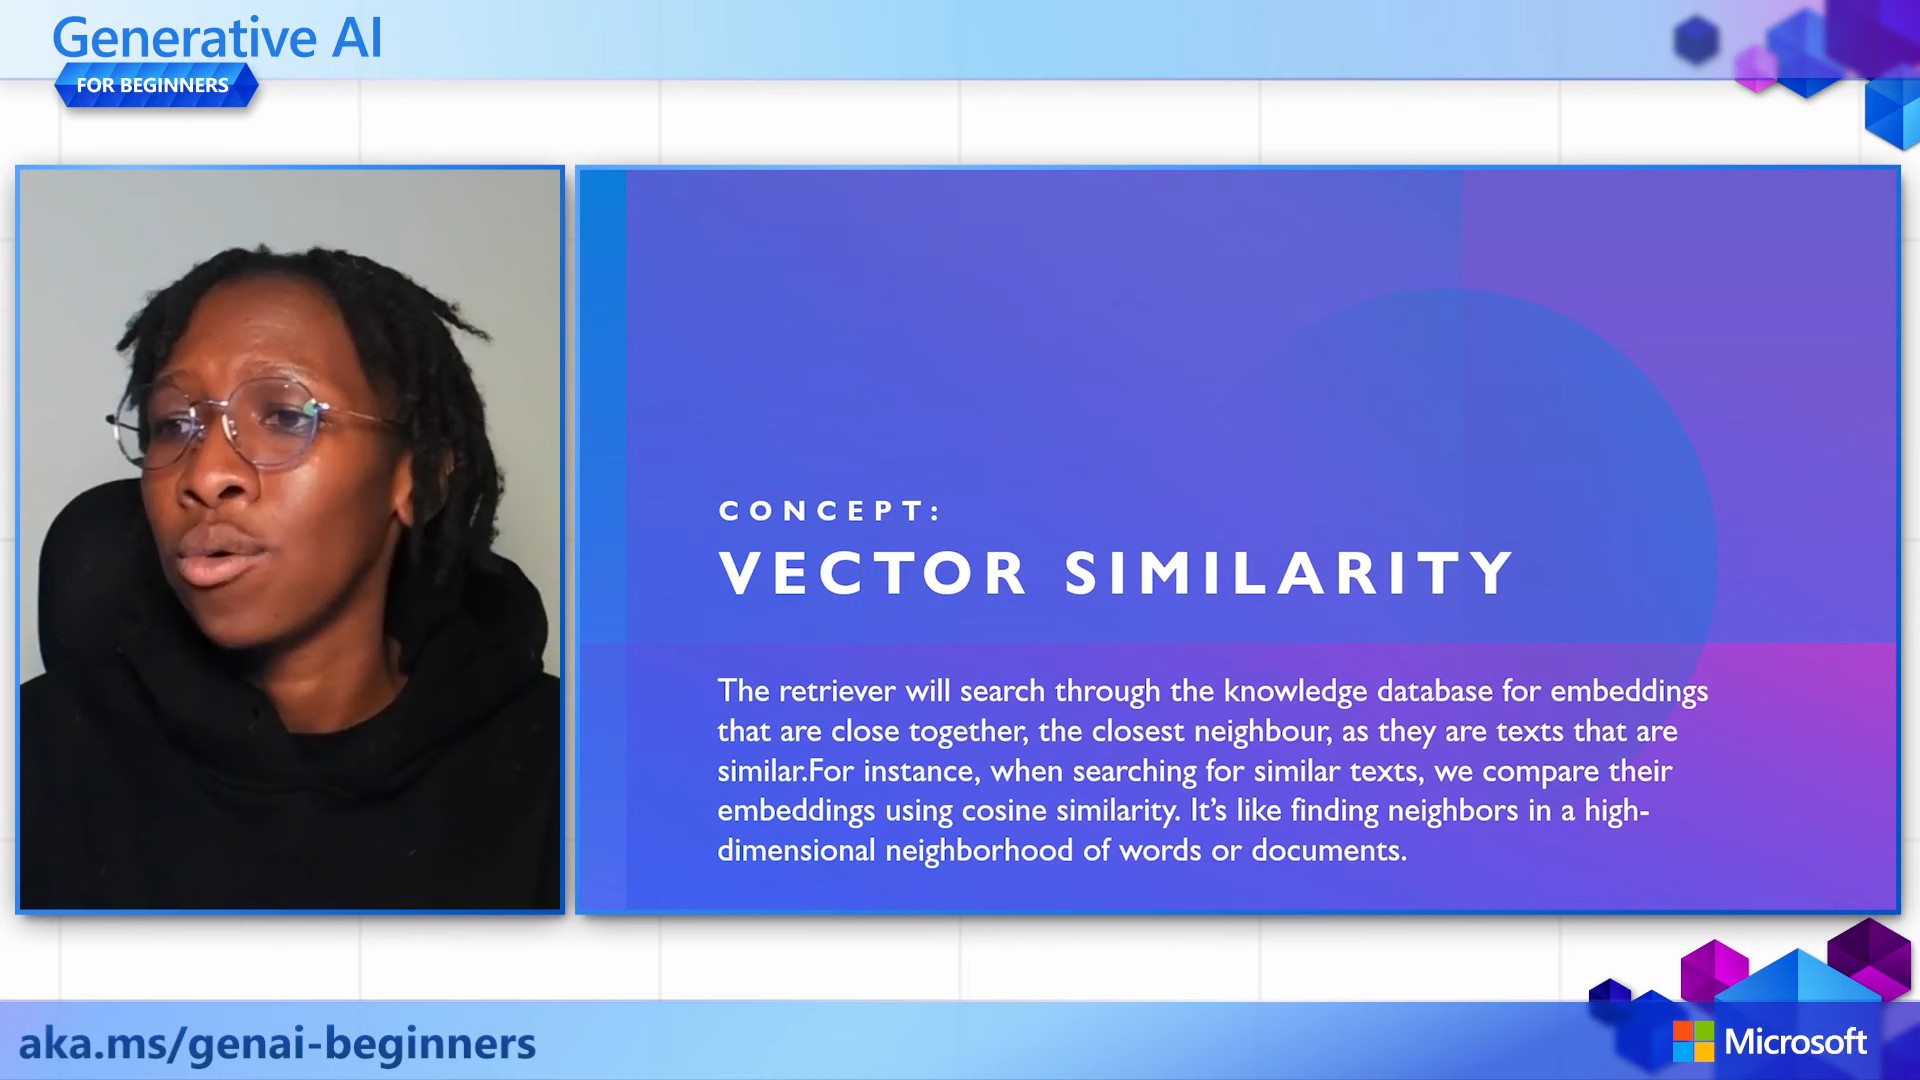 Generative AI
FOR BEGINNERS
CONCEPT:
VECTOR SIMILARITY
The retriever will search through the knowledge database for embeddings
that are close together, the closest neighbour, as they are texts that are
similar.For instance, when searching for similar texts, we compare their
embeddings using cosine similarity. It’s like finding neighbors in a high-
dimensional neighborhood of words or documents.
aka.ms/genai-beginners
Microsoft